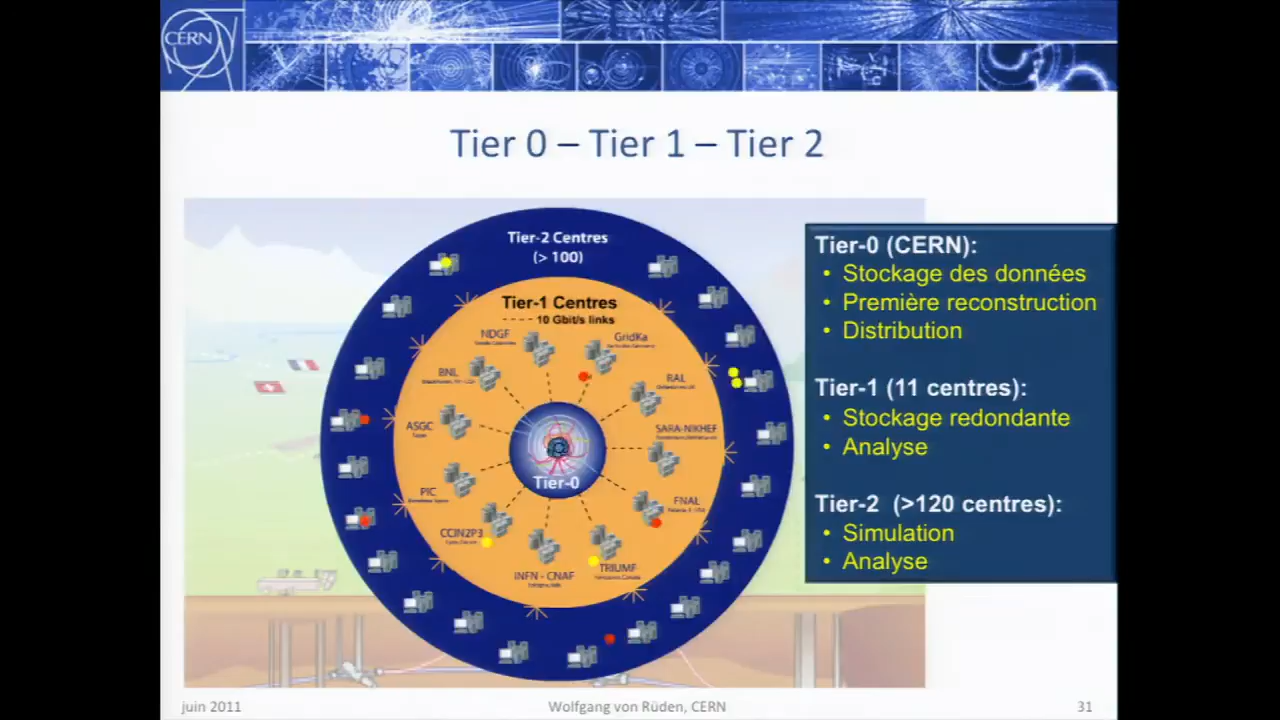 CERN
Tier 0 – Tier 1 – Tier 2
Tier-2 Centres
(> 100)
Tier-1 Centres
10 Gbit/s links
NDGF
GridKa
BNL
RAL
ASGC
SARA-NIKHEF
PIC
FNAL
CCIN2P3
TRIUMF
INFN - CNAF
Tier-0
Tier-0 (CERN):
• Stockage des données
• Première reconstruction
• Distribution
Tier-1 (11 centres):
• Stockage redondante
• Analyse
Tier-2 (>120 centres):
• Simulation
• Analyse
juin 2011
Wolfgang von Rüden, CERN
31